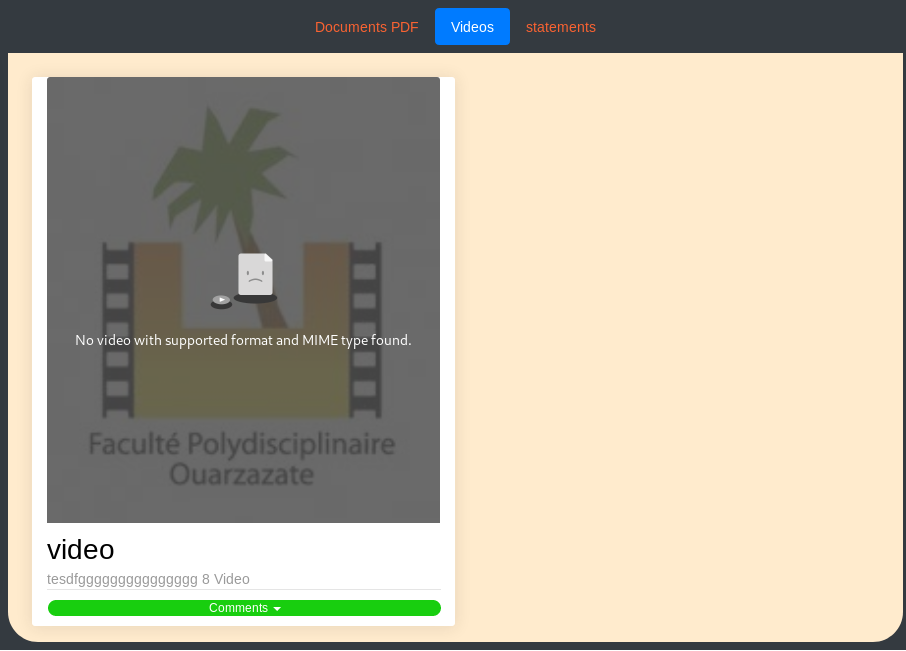 Documents PDF
Videos
statements
No video with supported format and MIME type found.
Faculté Polydisciplinaire
Ouarzazate
video
tesdfggggggggggggggg 8 Video
Comments